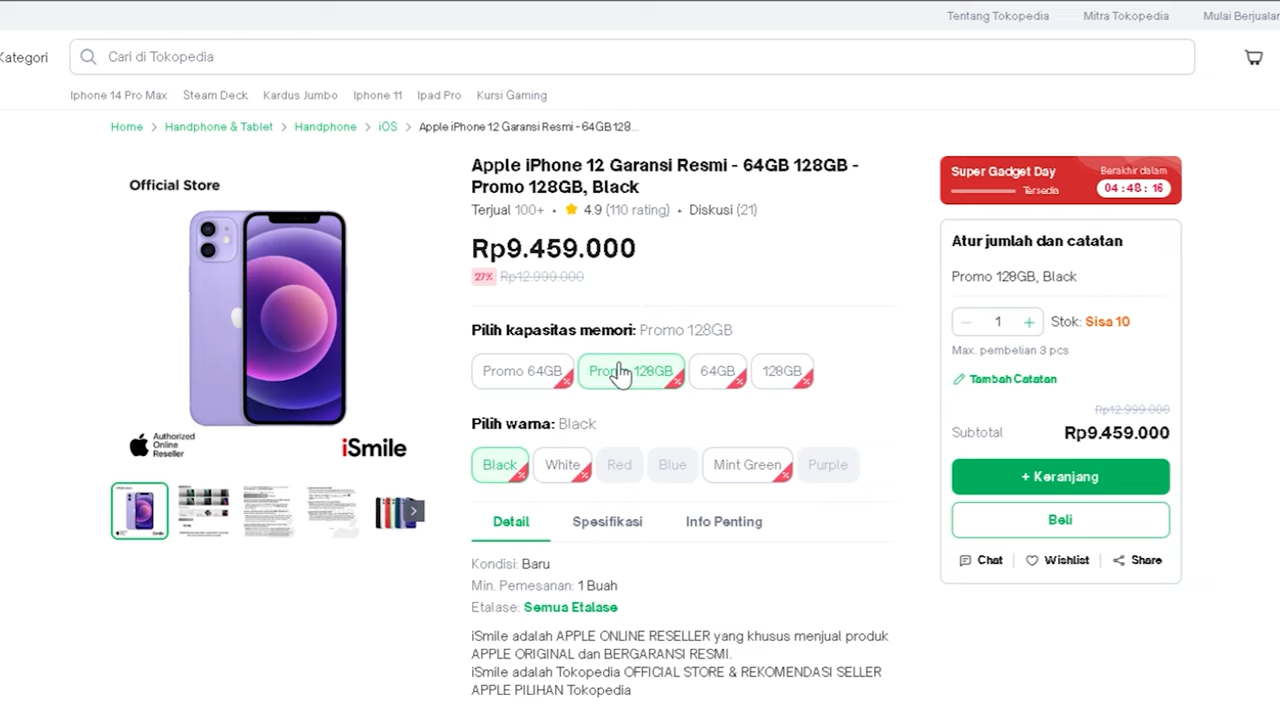 Tentang Tokopedia Mitra Tokopedia Mulai Berjualan
Kategori Cari di Tokopedia
Iphone 14 Pro Max Steam Deck Kardus Jumbo Iphone 11 Ipad Pro Kursi Gaming
Home > Handphone & Tablet > Handphone > iOS > Apple iPhone 12 Garansi Resmi - 64GB 128...
Official Store
Authorized
Online
Reseller
iSmile
Apple iPhone 12 Garansi Resmi - 64GB 128GB -
Promo 128GB, Black
Terjual 100+ • 4.9 (110 rating) • Diskusi (21)
Rp9.459.000
27% Rp12.999.000
Pilih kapasitas memori: Promo 128GB
Promo 64GB Promo 128GB 64GB 128GB
Pilih warna: Black
Black White Red Blue Mint Green Purple
Detail Spesifikasi Info Penting
Kondisi: Baru
Min. Pemesanan: 1 Buah
Etalase: Semua Etalase
iSmile adalah APPLE ONLINE RESELLER yang khusus menjual produk
APPLE ORIGINAL dan BERGARANSI RESMI.
iSmile adalah Tokopedia OFFICIAL STORE & REKOMENDASI SELLER
APPLE PILIHAN Tokopedia
Super Gadget Day Berakhir dalam
Tersedia 04 : 48 : 16
Atur jumlah dan catatan
Promo 128GB, Black
1 Stok: Sisa 10
Max. pembelian 3 pcs
Tambah Catatan
Rp12.999.000
Subtotal Rp9.459.000
+ Keranjang
Beli
Chat Wishlist Share